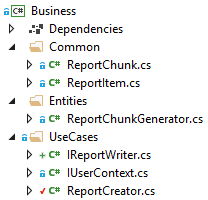 C# Business
Dependencies
Common
C# ReportChunk.cs
C# ReportItem.cs
Entities
C# ReportChunkGenerator.cs
UseCases
C# IReportWriter.cs
C# IUserContext.cs
C# ReportCreator.cs